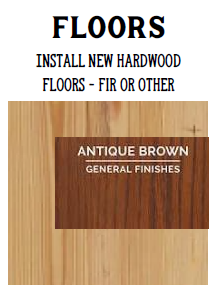 FLOORS
INSTALL NEW HARDWOOD
FLOORS - FIR OR OTHER
ANTIQUE BROWN
GENERAL FINISHES